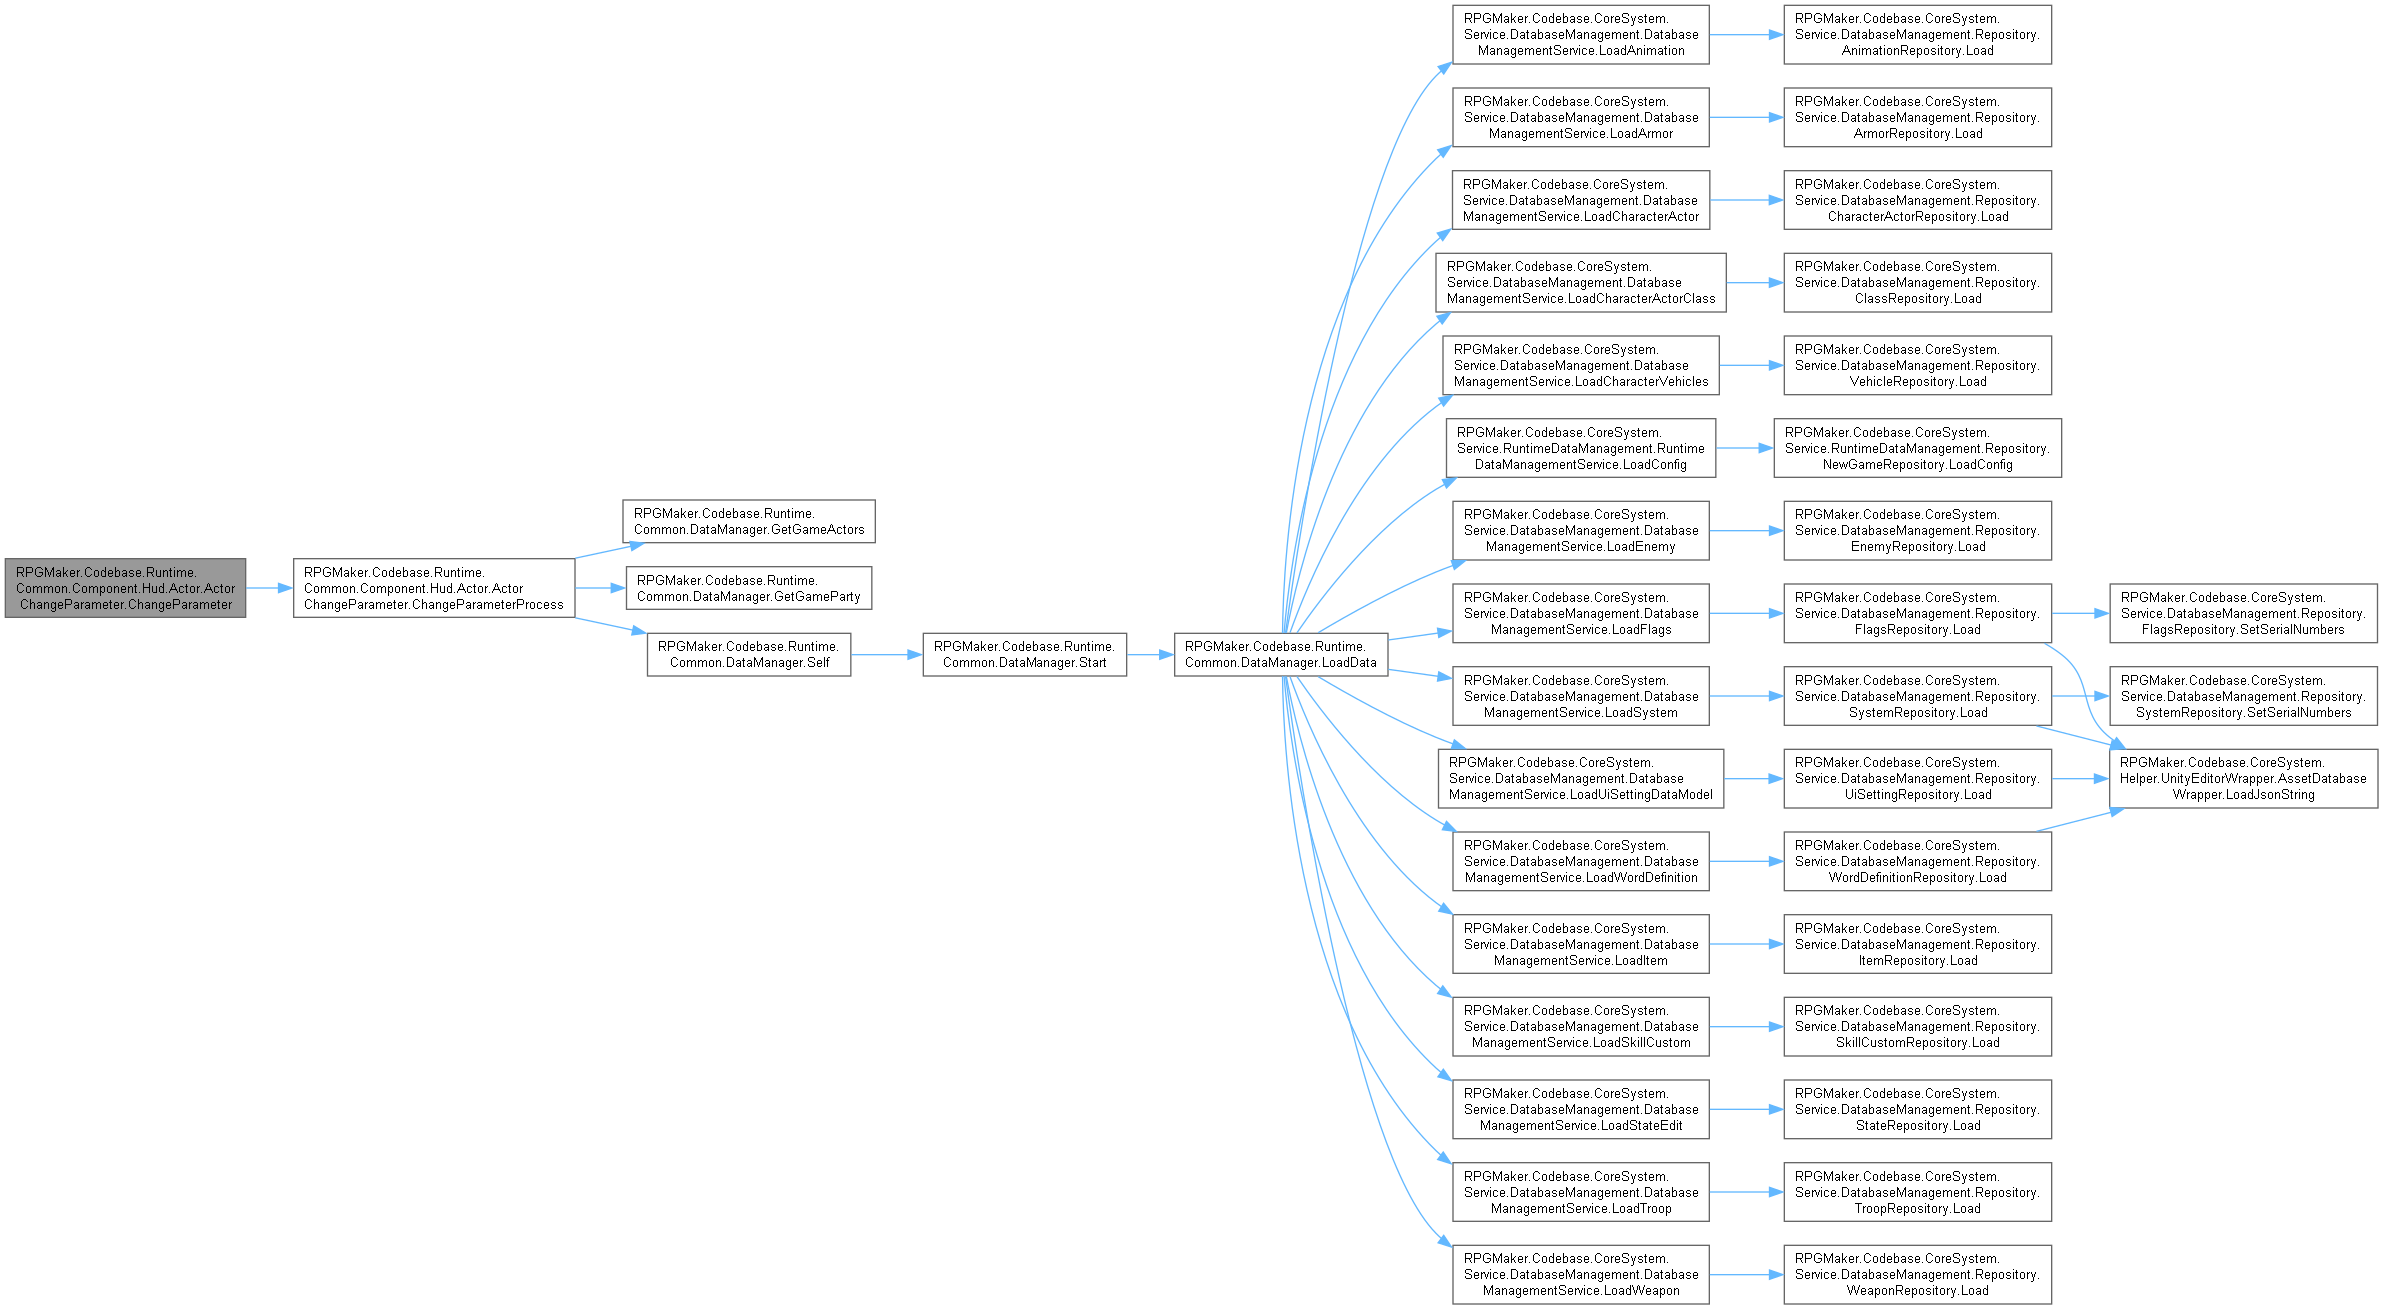 RPGMaker.Codebase.Runtime.
Common.Component.Hud.Actor.Actor
ChangeParameter.ChangeParameter
RPGMaker.Codebase.Runtime.
Common.Component.Hud.Actor.Actor
ChangeParameter.ChangeParameterProcess
RPGMaker.Codebase.Runtime.
Common.DataManager.GetGameActors
RPGMaker.Codebase.Runtime.
Common.DataManager.GetGameParty
RPGMaker.Codebase.Runtime.
Common.DataManager.Self
RPGMaker.Codebase.Runtime.
Common.DataManager.Start
RPGMaker.Codebase.Runtime.
Common.DataManager.LoadData
RPGMaker.Codebase.CoreSystem.
Service.DatabaseManagement.Database
ManagementService.LoadAnimation
RPGMaker.Codebase.CoreSystem.
Service.DatabaseManagement.Repository.
AnimationRepository.Load
RPGMaker.Codebase.CoreSystem.
Service.DatabaseManagement.Database
ManagementService.LoadArmor
RPGMaker.Codebase.CoreSystem.
Service.DatabaseManagement.Repository.
ArmorRepository.Load
RPGMaker.Codebase.CoreSystem.
Service.DatabaseManagement.Database
ManagementService.LoadCharacterActor
RPGMaker.Codebase.CoreSystem.
Service.DatabaseManagement.Repository.
CharacterActorRepository.Load
RPGMaker.Codebase.CoreSystem.
Service.DatabaseManagement.Database
ManagementService.LoadCharacterActorClass
RPGMaker.Codebase.CoreSystem.
Service.DatabaseManagement.Repository.
ClassRepository.Load
RPGMaker.Codebase.CoreSystem.
Service.DatabaseManagement.Database
ManagementService.LoadCharacterVehicles
RPGMaker.Codebase.CoreSystem.
Service.DatabaseManagement.Repository.
VehicleRepository.Load
RPGMaker.Codebase.CoreSystem.
Service.RuntimeDataManagement.Runtime
DataManagementService.LoadConfig
RPGMaker.Codebase.CoreSystem.
Service.RuntimeDataManagement.Repository.
NewGameRepository.LoadConfig
RPGMaker.Codebase.CoreSystem.
Service.DatabaseManagement.Database
ManagementService.LoadEnemy
RPGMaker.Codebase.CoreSystem.
Service.DatabaseManagement.Repository.
EnemyRepository.Load
RPGMaker.Codebase.CoreSystem.
Service.DatabaseManagement.Database
ManagementService.LoadFlags
RPGMaker.Codebase.CoreSystem.
Service.DatabaseManagement.Repository.
FlagsRepository.Load
RPGMaker.Codebase.CoreSystem.
Service.DatabaseManagement.Repository.
FlagsRepository.SetSerialNumbers
RPGMaker.Codebase.CoreSystem.
Service.DatabaseManagement.Database
ManagementService.LoadSystem
RPGMaker.Codebase.CoreSystem.
Service.DatabaseManagement.Repository.
SystemRepository.Load
RPGMaker.Codebase.CoreSystem.
Service.DatabaseManagement.Repository.
SystemRepository.SetSerialNumbers
RPGMaker.Codebase.CoreSystem.
Service.DatabaseManagement.Database
ManagementService.LoadUiSettingDataModel
RPGMaker.Codebase.CoreSystem.
Service.DatabaseManagement.Repository.
UiSettingRepository.Load
RPGMaker.Codebase.CoreSystem.
Helper.UnityEditorWrapper.AssetDatabase
Wrapper.LoadJsonString
RPGMaker.Codebase.CoreSystem.
Service.DatabaseManagement.Database
ManagementService.LoadWordDefinition
RPGMaker.Codebase.CoreSystem.
Service.DatabaseManagement.Repository.
WordDefinitionRepository.Load
RPGMaker.Codebase.CoreSystem.
Service.DatabaseManagement.Database
ManagementService.LoadItem
RPGMaker.Codebase.CoreSystem.
Service.DatabaseManagement.Repository.
ItemRepository.Load
RPGMaker.Codebase.CoreSystem.
Service.DatabaseManagement.Database
ManagementService.LoadSkillCustom
RPGMaker.Codebase.CoreSystem.
Service.DatabaseManagement.Repository.
SkillCustomRepository.Load
RPGMaker.Codebase.CoreSystem.
Service.DatabaseManagement.Database
ManagementService.LoadStateEdit
RPGMaker.Codebase.CoreSystem.
Service.DatabaseManagement.Repository.
StateRepository.Load
RPGMaker.Codebase.CoreSystem.
Service.DatabaseManagement.Database
ManagementService.LoadTroop
RPGMaker.Codebase.CoreSystem.
Service.DatabaseManagement.Repository.
TroopRepository.Load
RPGMaker.Codebase.CoreSystem.
Service.DatabaseManagement.Database
ManagementService.LoadWeapon
RPGMaker.Codebase.CoreSystem.
Service.DatabaseManagement.Repository.
WeaponRepository.Load